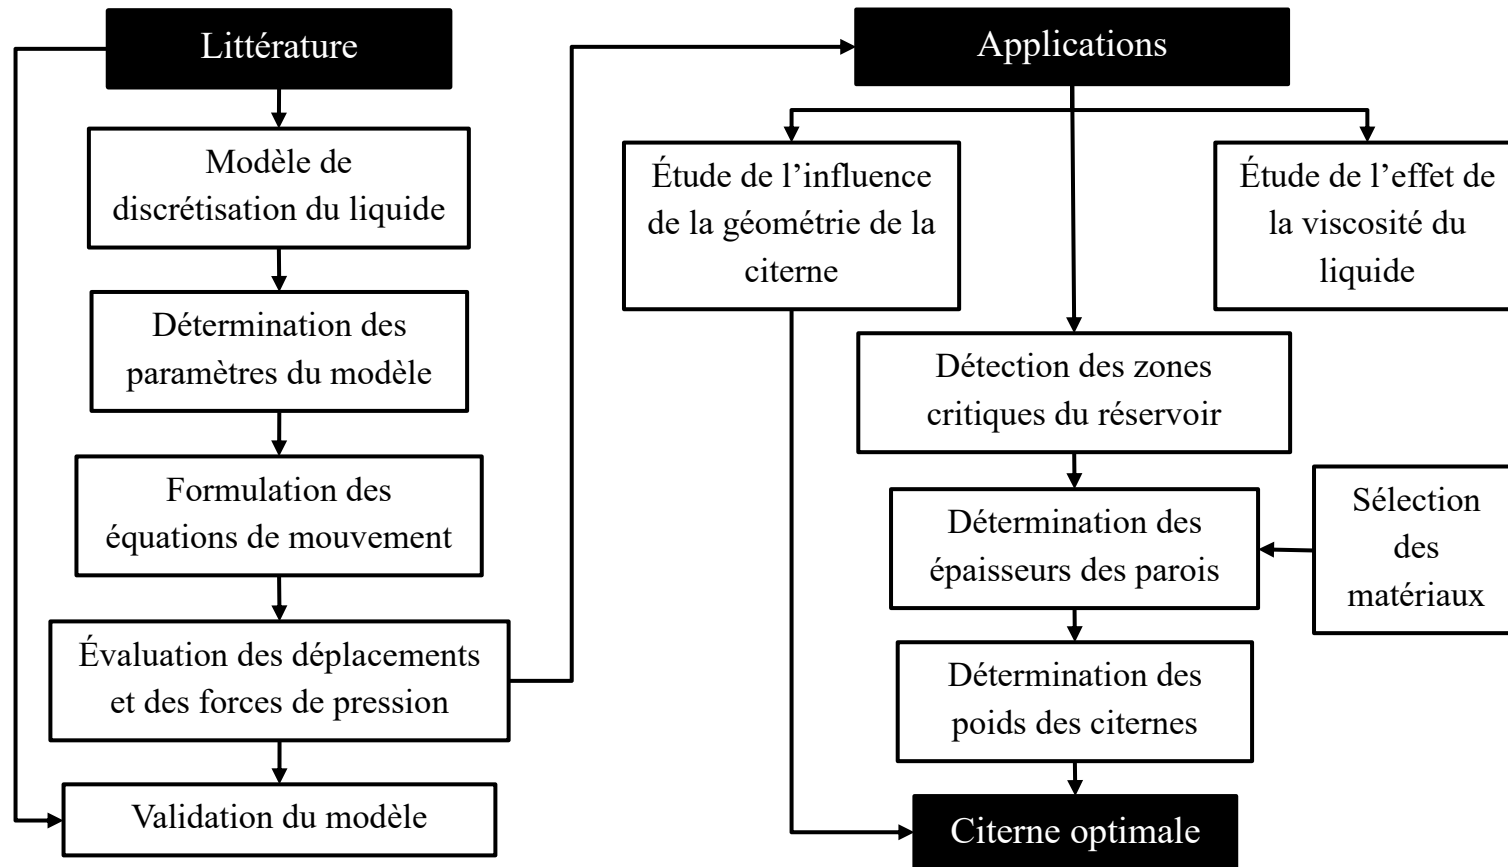 Littérature
Modèle de
discrétisation du liquide
Détermination des
paramètres du modèle
Formulation des
équations de mouvement
Évaluation des déplacements
et des forces de pression
Validation du modèle
Applications
Étude de l’influence
de la géométrie de la
citerne
Étude de l’effet de
la viscosité du
liquide
Détection des zones
critiques du réservoir
Détermination des
épaisseurs des parois
Sélection
des
matériaux
Détermination des
poids des citernes
Citerne optimale